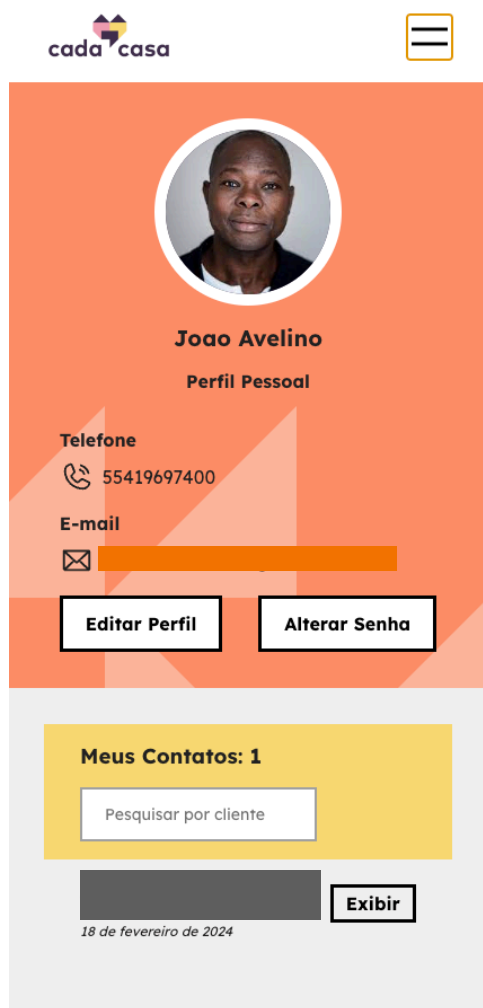 cada casa
Joao Avelino
Perfil Pessoal
Telefone
55419697400
E-mail
Editar Perfil
Alterar Senha
Meus Contatos: 1
Pesquisar por cliente
Exibir
18 de fevereiro de 2024